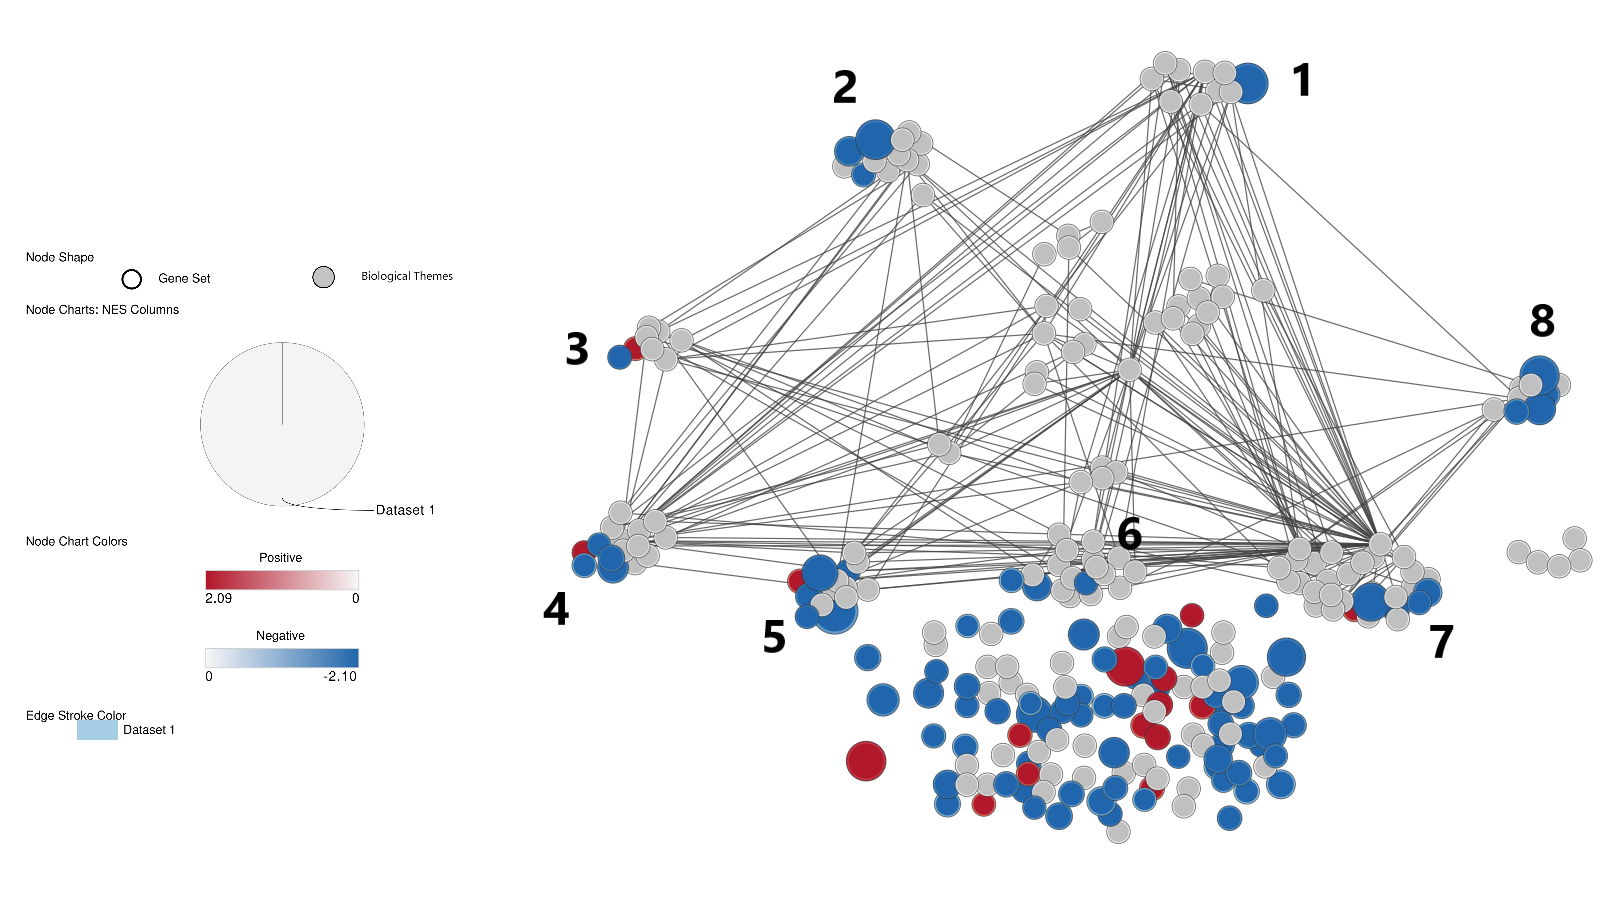 Node Shape
Gene Set
Biological Themes
Node Charts: NES Columns
Dataset 1
Node Chart Colors
Positive
2.09 0
Negative
0 -2.10
Edge Stroke Color
Dataset 1
1
2
3
4
5
6
7
8